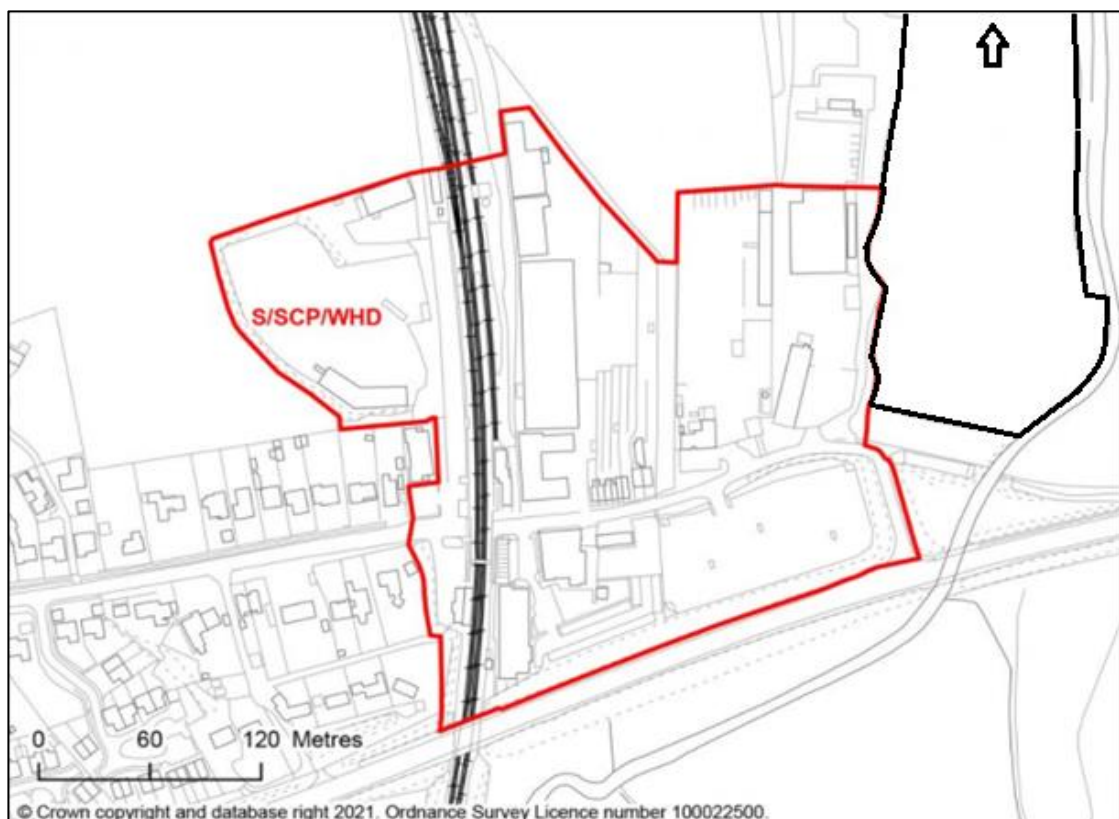 S/SCP/WHD
0 60 120 Metres
© Crown copyright and database right 2021. Ordnance Survey Licence number 100022500.